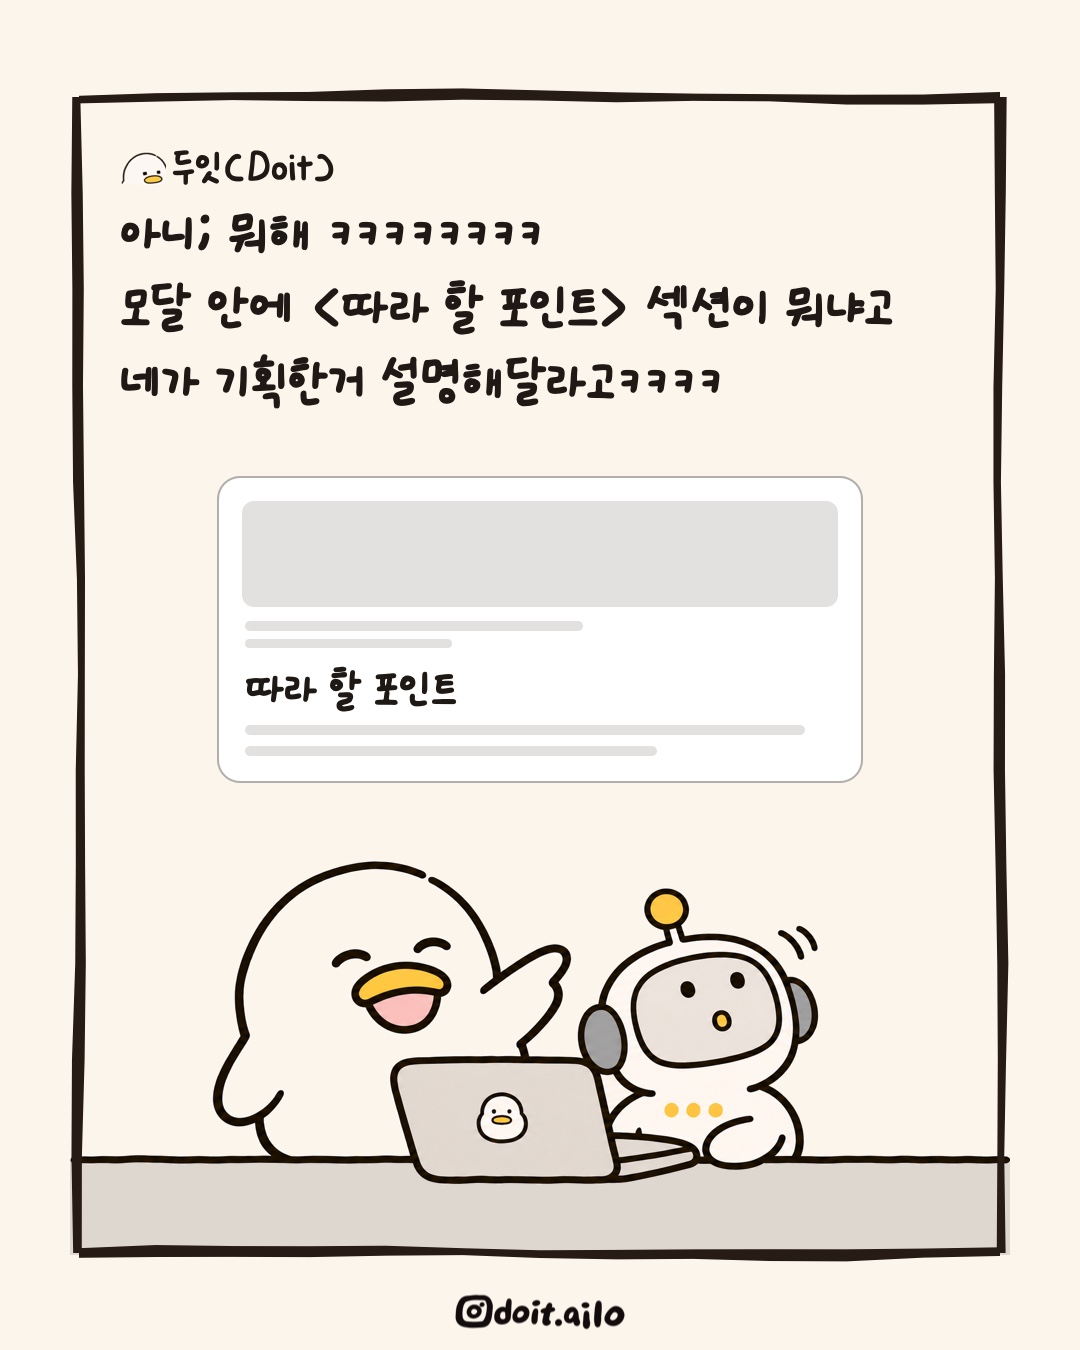 두잇(Doit)
아니; 뭐해 ㅋㅋㅋㅋㅋㅋㅋㅋ
모달 안에 <따라 할 포인트> 섹션이 뭐냐고
네가 기획한거 설명해달라고ㅋㅋㅋㅋ
따라 할 포인트
doit.ailo